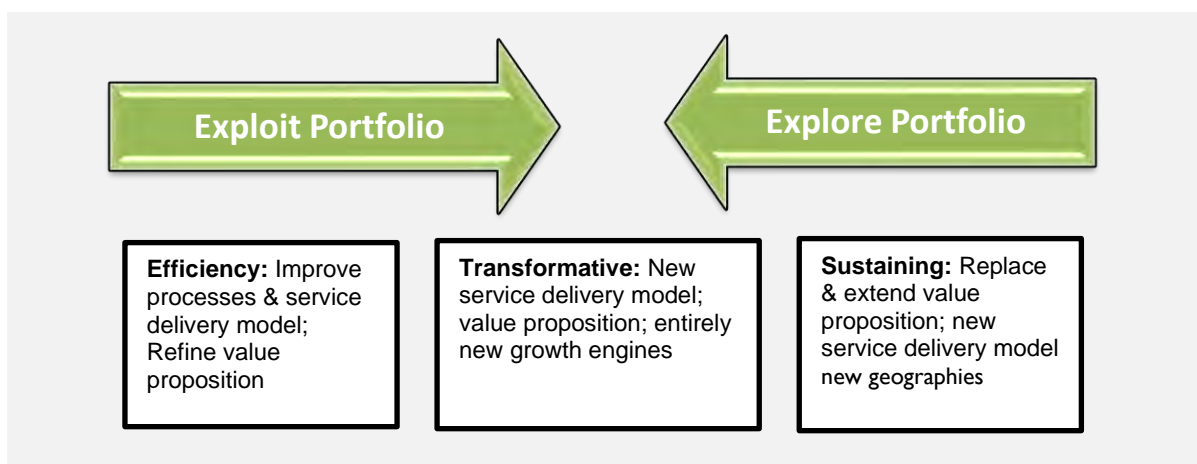 Exploit Portfolio
Explore Portfolio
Efficiency: Improve
processes & service
delivery model;
Refine value
proposition
Transformative: New
service delivery model;
value proposition; entirely
new growth engines
Sustaining: Replace
& extend value
proposition; new
service delivery model
new geographies